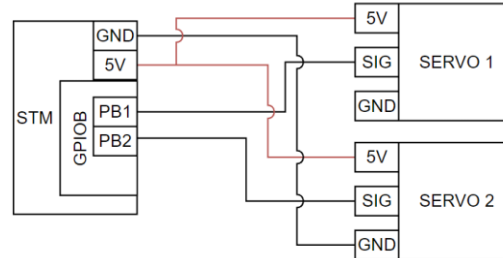 STM
GND
5V
GPIOB
PB1
PB2
5V
SIG
GND
SERVO 1
5V
SIG
GND
SERVO 2